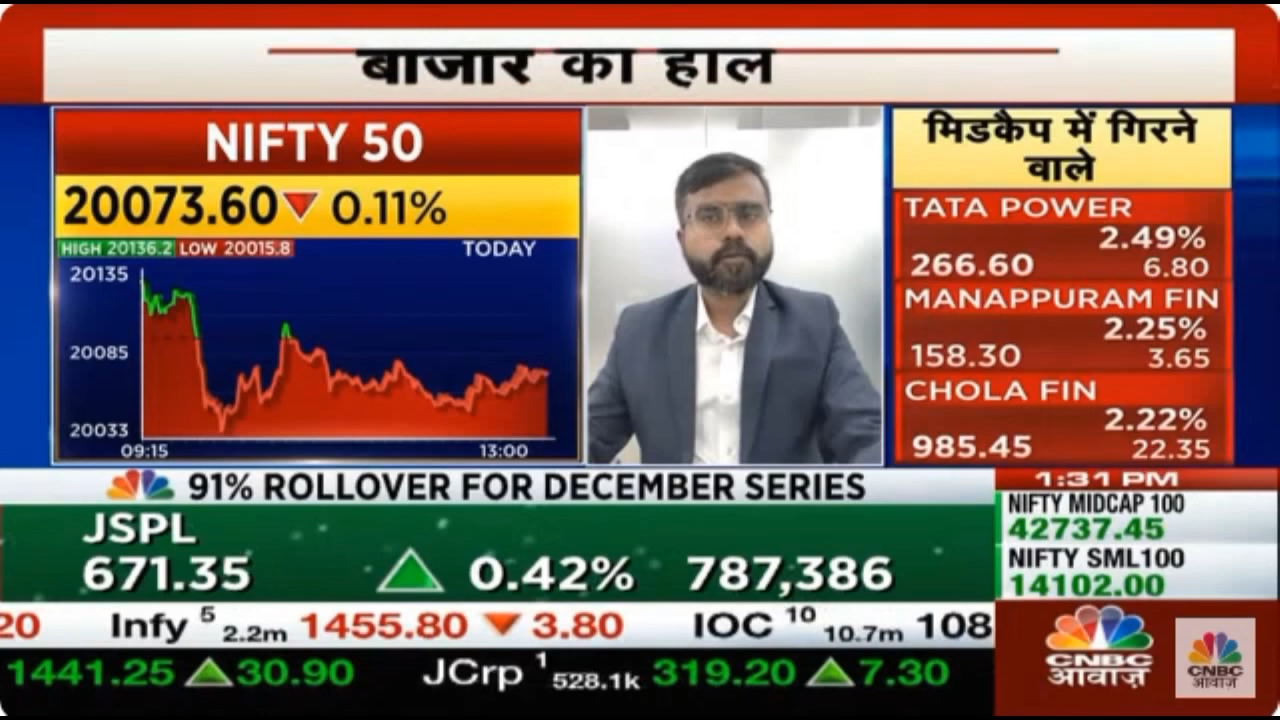 बाजार का हाल
NIFTY 50
20073.60 ▼ 0.11%
HIGH 20136.2 LOW 20015.8 TODAY
20135
20085
20033
09:15 13:00
मिडकैप में गिरने
वाले
TATA POWER
2.49%
266.60 6.80
MANAPPURAM FIN
2.25%
158.30 3.65
CHOLA FIN
2.22%
985.45 22.35
91% ROLLOVER FOR DECEMBER SERIES
JSPL
671.35 ▲ 0.42% 787,386
1:31 PM
NIFTY MIDCAP 100
42737.45
NIFTY SML100
14102.00
20 Infy 5 2.2m 1455.80 ▼ 3.80 IOC 10 10.7m 108
1441.25 ▲ 30.90 JCrp 1 528.1k 319.20 ▲ 7.30
CNBC
आवाज़
CNBC
आवाज़